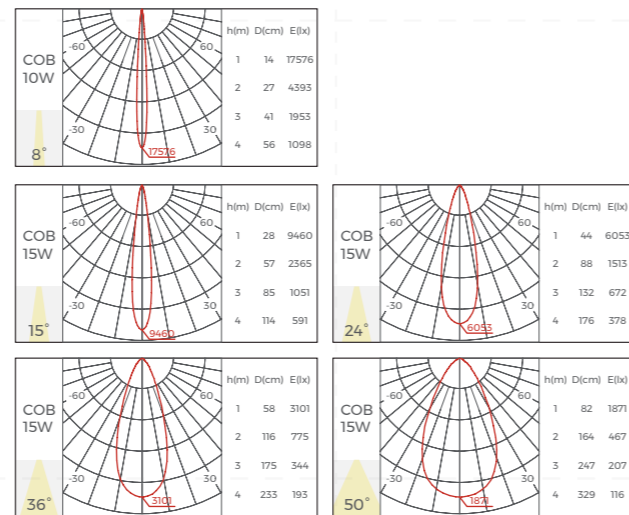 COB
10W
8°
-60
60
-30
30
17576
h(m) D(cm) E(lx)
1 14 17576
2 27 4393
3 41 1953
4 56 1098
COB
15W
15°
-60
60
-30
30
9460
h(m) D(cm) E(lx)
1 28 9460
2 57 2365
3 85 1051
4 114 591
COB
15W
24°
-60
60
-30
30
6053
h(m) D(cm) E(lx)
1 44 6053
2 88 1513
3 132 672
4 176 378
COB
15W
36°
-60
60
-30
30
3101
h(m) D(cm) E(lx)
1 58 3101
2 116 775
3 175 344
4 233 193
COB
15W
50°
-60
60
-30
30
1871
h(m) D(cm) E(lx)
1 82 1871
2 164 467
3 247 207
4 329 116